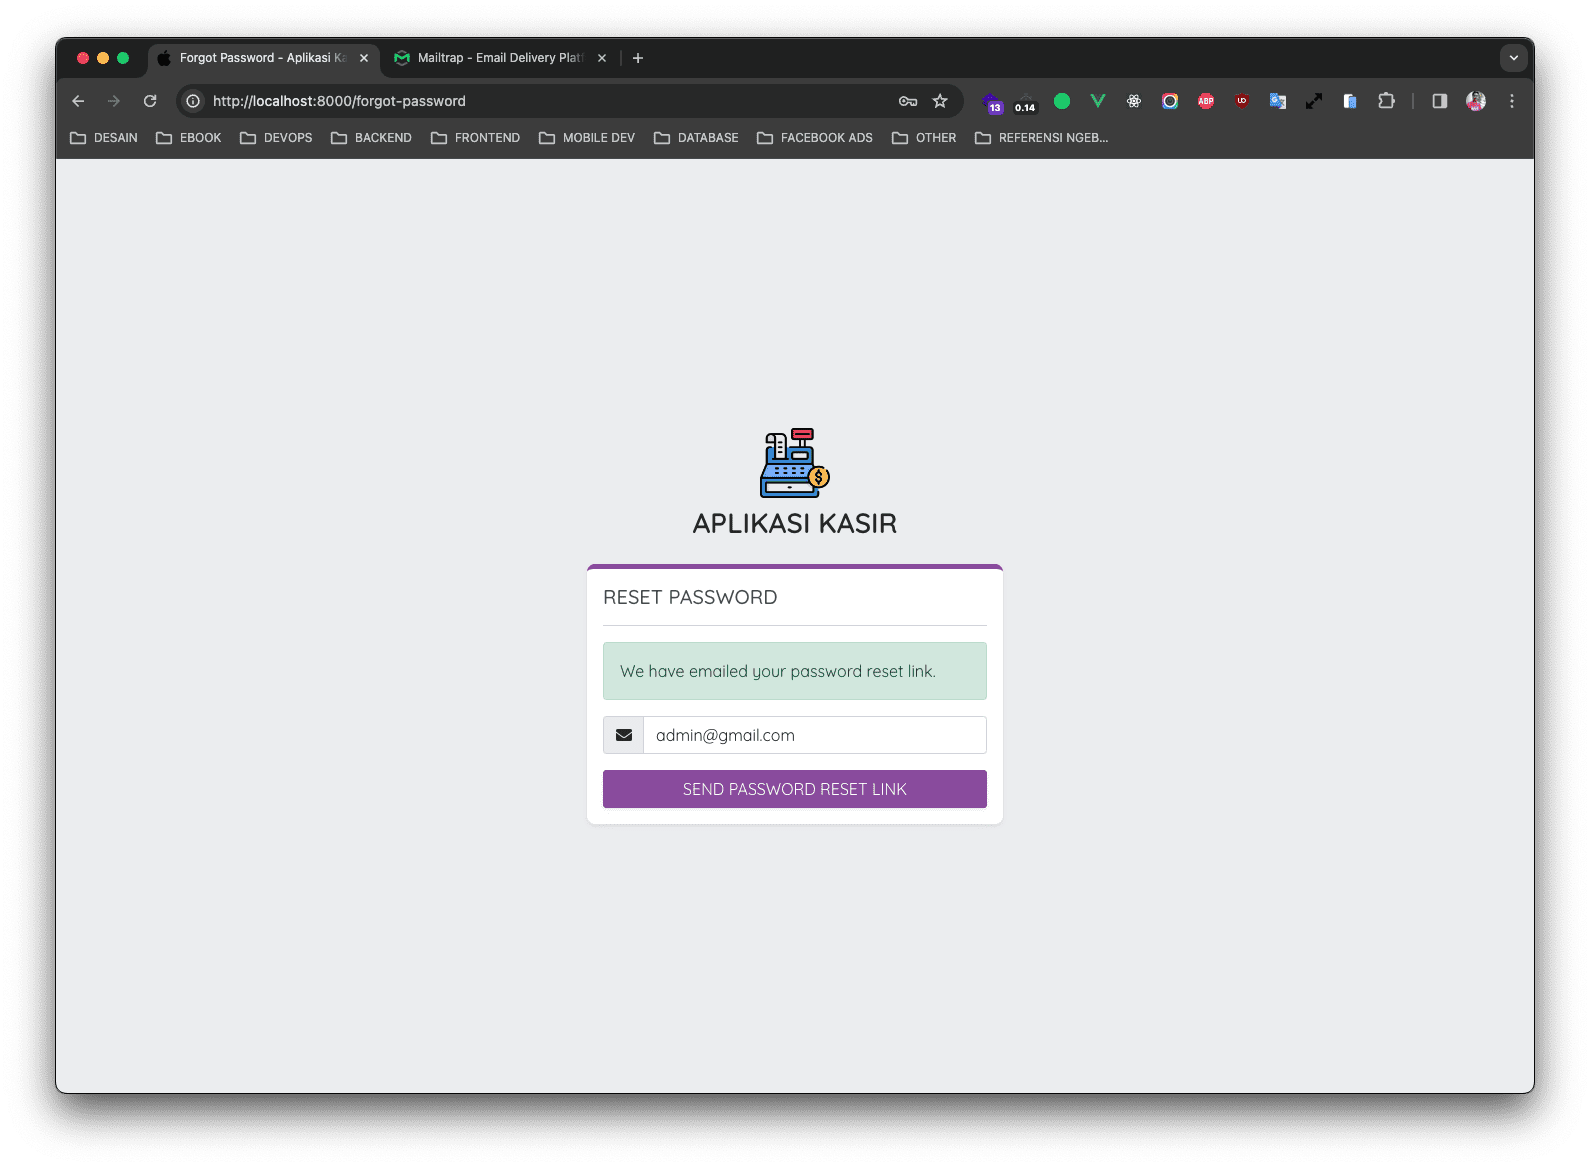 Forgot Password - Aplikasi Ka
Mailtrap - Email Delivery Platf
http://localhost:8000/forgot-password
13
0.14
ABP
DESAIN
EBOOK
DEVOPS
BACKEND
FRONTEND
MOBILE DEV
DATABASE
FACEBOOK ADS
OTHER
REFERENSI NGEB...
$
APLIKASI KASIR
RESET PASSWORD
We have emailed your password reset link.
admin@gmail.com
SEND PASSWORD RESET LINK